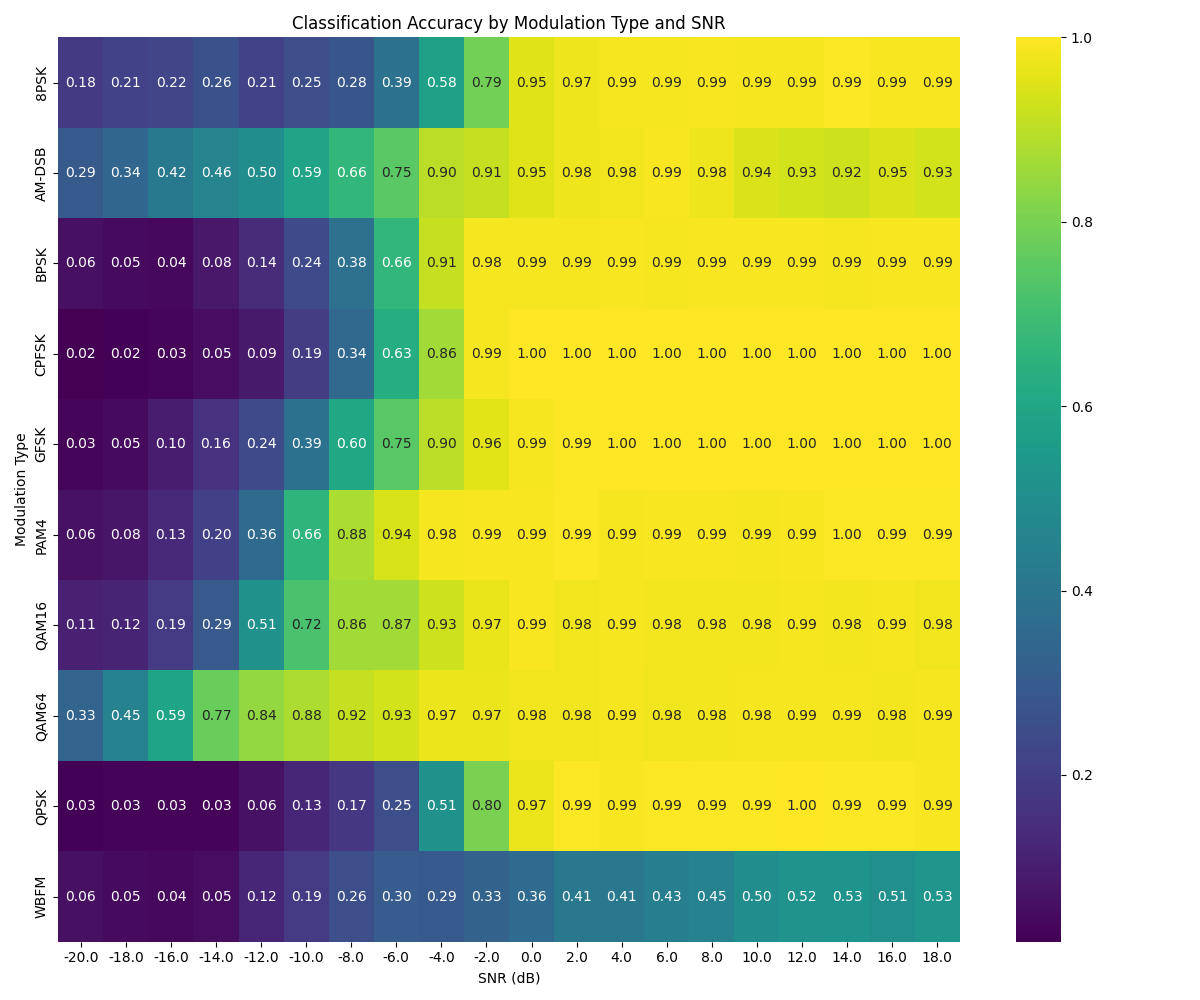 Classification Accuracy by Modulation Type and SNR
Modulation Type
8PSK 0.18 0.21 0.22 0.26 0.21 0.25 0.28 0.39 0.58 0.79 0.95 0.97 0.99 0.99 0.99 0.99 0.99 0.99 0.99 0.99
AM-DSB 0.29 0.34 0.42 0.46 0.50 0.59 0.66 0.75 0.90 0.91 0.95 0.98 0.98 0.99 0.98 0.94 0.93 0.92 0.95 0.93
BPSK 0.06 0.05 0.04 0.08 0.14 0.24 0.38 0.66 0.91 0.98 0.99 0.99 0.99 0.99 0.99 0.99 0.99 0.99 0.99 0.99
CPFSK 0.02 0.02 0.03 0.05 0.09 0.19 0.34 0.63 0.86 0.99 1.00 1.00 1.00 1.00 1.00 1.00 1.00 1.00 1.00 1.00
GFSK 0.03 0.05 0.10 0.16 0.24 0.39 0.60 0.75 0.90 0.96 0.99 0.99 1.00 1.00 1.00 1.00 1.00 1.00 1.00 1.00
PAM4 0.06 0.08 0.13 0.20 0.36 0.66 0.88 0.94 0.98 0.99 0.99 0.99 0.99 0.99 0.99 0.99 0.99 1.00 0.99 0.99
QAM16 0.11 0.12 0.19 0.29 0.51 0.72 0.86 0.87 0.93 0.97 0.99 0.98 0.99 0.98 0.98 0.98 0.99 0.98 0.99 0.98
QAM64 0.33 0.45 0.59 0.77 0.84 0.88 0.92 0.93 0.97 0.97 0.98 0.98 0.99 0.98 0.98 0.98 0.99 0.99 0.98 0.99
QPSK 0.03 0.03 0.03 0.03 0.06 0.13 0.17 0.25 0.51 0.80 0.97 0.99 0.99 0.99 0.99 0.99 1.00 0.99 0.99 0.99
WBFM 0.06 0.05 0.04 0.05 0.12 0.19 0.26 0.30 0.29 0.33 0.36 0.41 0.41 0.43 0.45 0.50 0.52 0.53 0.51 0.53
-20.0 -18.0 -16.0 -14.0 -12.0 -10.0 -8.0 -6.0 -4.0 -2.0 0.0 2.0 4.0 6.0 8.0 10.0 12.0 14.0 16.0 18.0
SNR (dB)
1.0
0.8
0.6
0.4
0.2